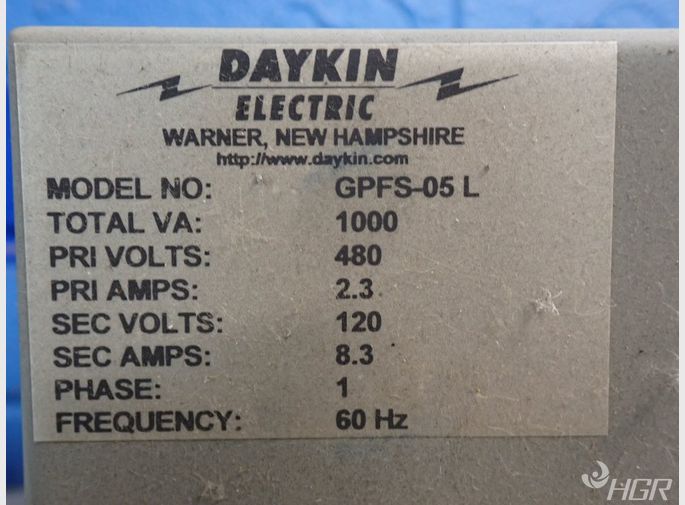 DAYKIN
ELECTRIC
WARNER, NEW HAMPSHIRE
http://www.daykin.com
MODEL NO: GPFS-05 L
TOTAL VA: 1000
PRI VOLTS: 480
PRI AMPS: 2.3
SEC VOLTS: 120
SEC AMPS: 8.3
PHASE: 1
FREQUENCY: 60 Hz
HGR